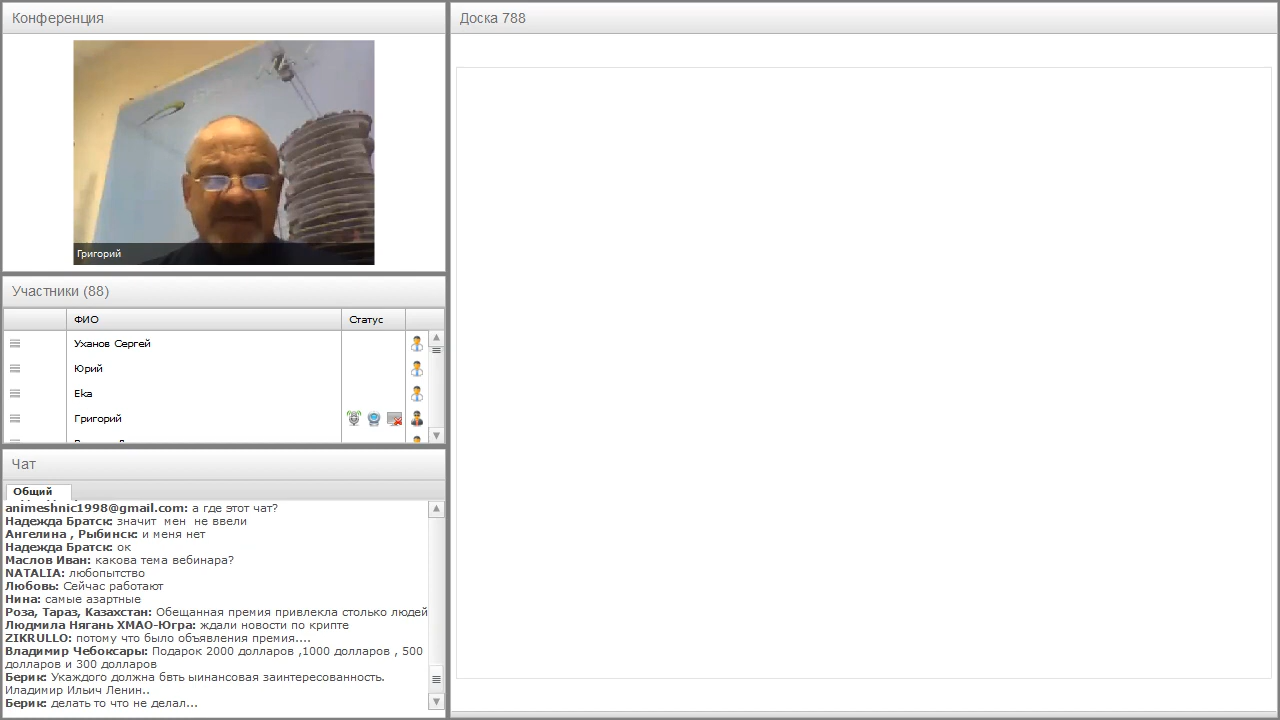 Конференция
Григорий
Участники (88)
ФИО
Статус
Уханов Сергей
Юрий
Eka
Григорий
Чат
Общий
animeshnic1998@gmail.com: а где этот чат?
Надежда Братск: значит мен не ввели
Ангелина , Рыбинск: и меня нет
Надежда Братск: ок
Маслов Иван: какова тема вебинара?
NATALIA: любопытство
Любовь: Сейчас работают
Нина: самые азартные
Роза, Тараз, Казахстан: Обещанная премия привлекла столько людей
Людмила Нягань ХМАО-Югра: ждали новости по крипте
ZIKRULLO: потому что было объявления премия....
Владимир Чебоксары: Подарок 2000 долларов ,1000 долларов , 500
долларов и 300 долларов
Берик: Укаждого должна бвть ыинансовая заинтересованность.
Иладимир Ильич Ленин..
Берик: делать то что не делял...
Доска 788